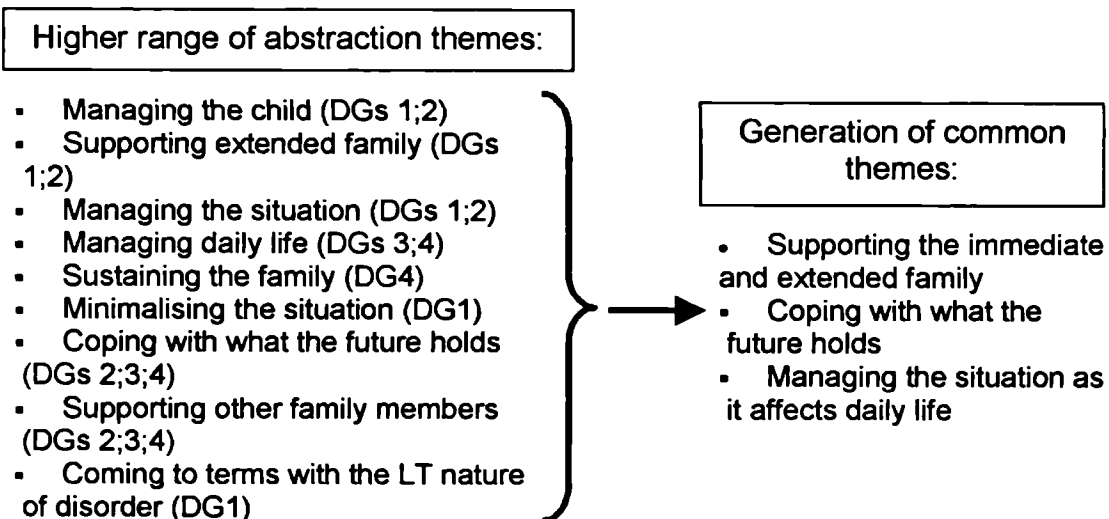 Higher range of abstraction themes:
▪ Managing the child (DGs 1;2)
▪ Supporting extended family (DGs
1;2)
▪ Managing the situation (DGs 1;2)
▪ Managing daily life (DGs 3;4)
▪ Sustaining the family (DG4)
▪ Minimalising the situation (DG1)
▪ Coping with what the future holds
(DGs 2;3;4)
▪ Supporting other family members
(DGs 2;3;4)
▪ Coming to terms with the LT nature
of disorder (DG1)
Generation of common
themes:
▪ Supporting the immediate
and extended family
▪ Coping with what the
future holds
▪ Managing the situation as
it affects daily life